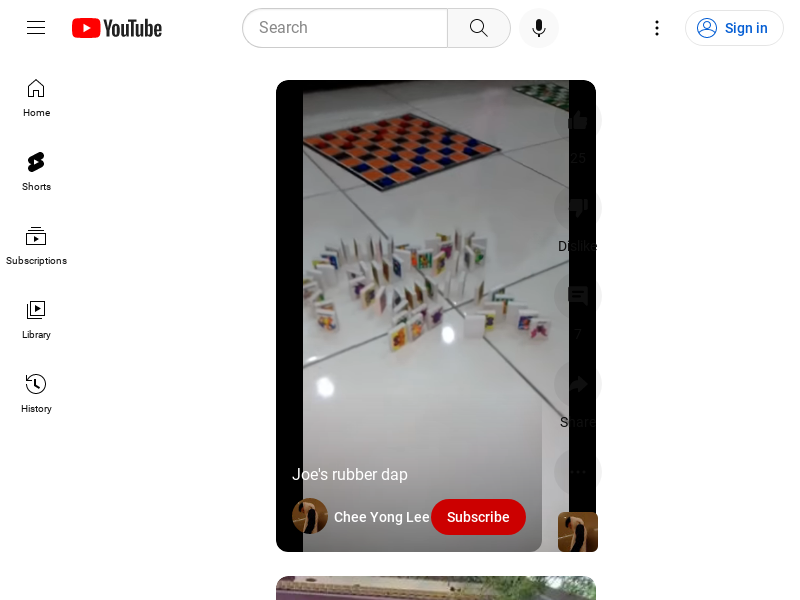 YouTube
Search
Sign in
Home
Shorts
Subscriptions
Library
History
25
Dislike
7
Share
Joe's rubber dap
Chee Yong Lee
Subscribe